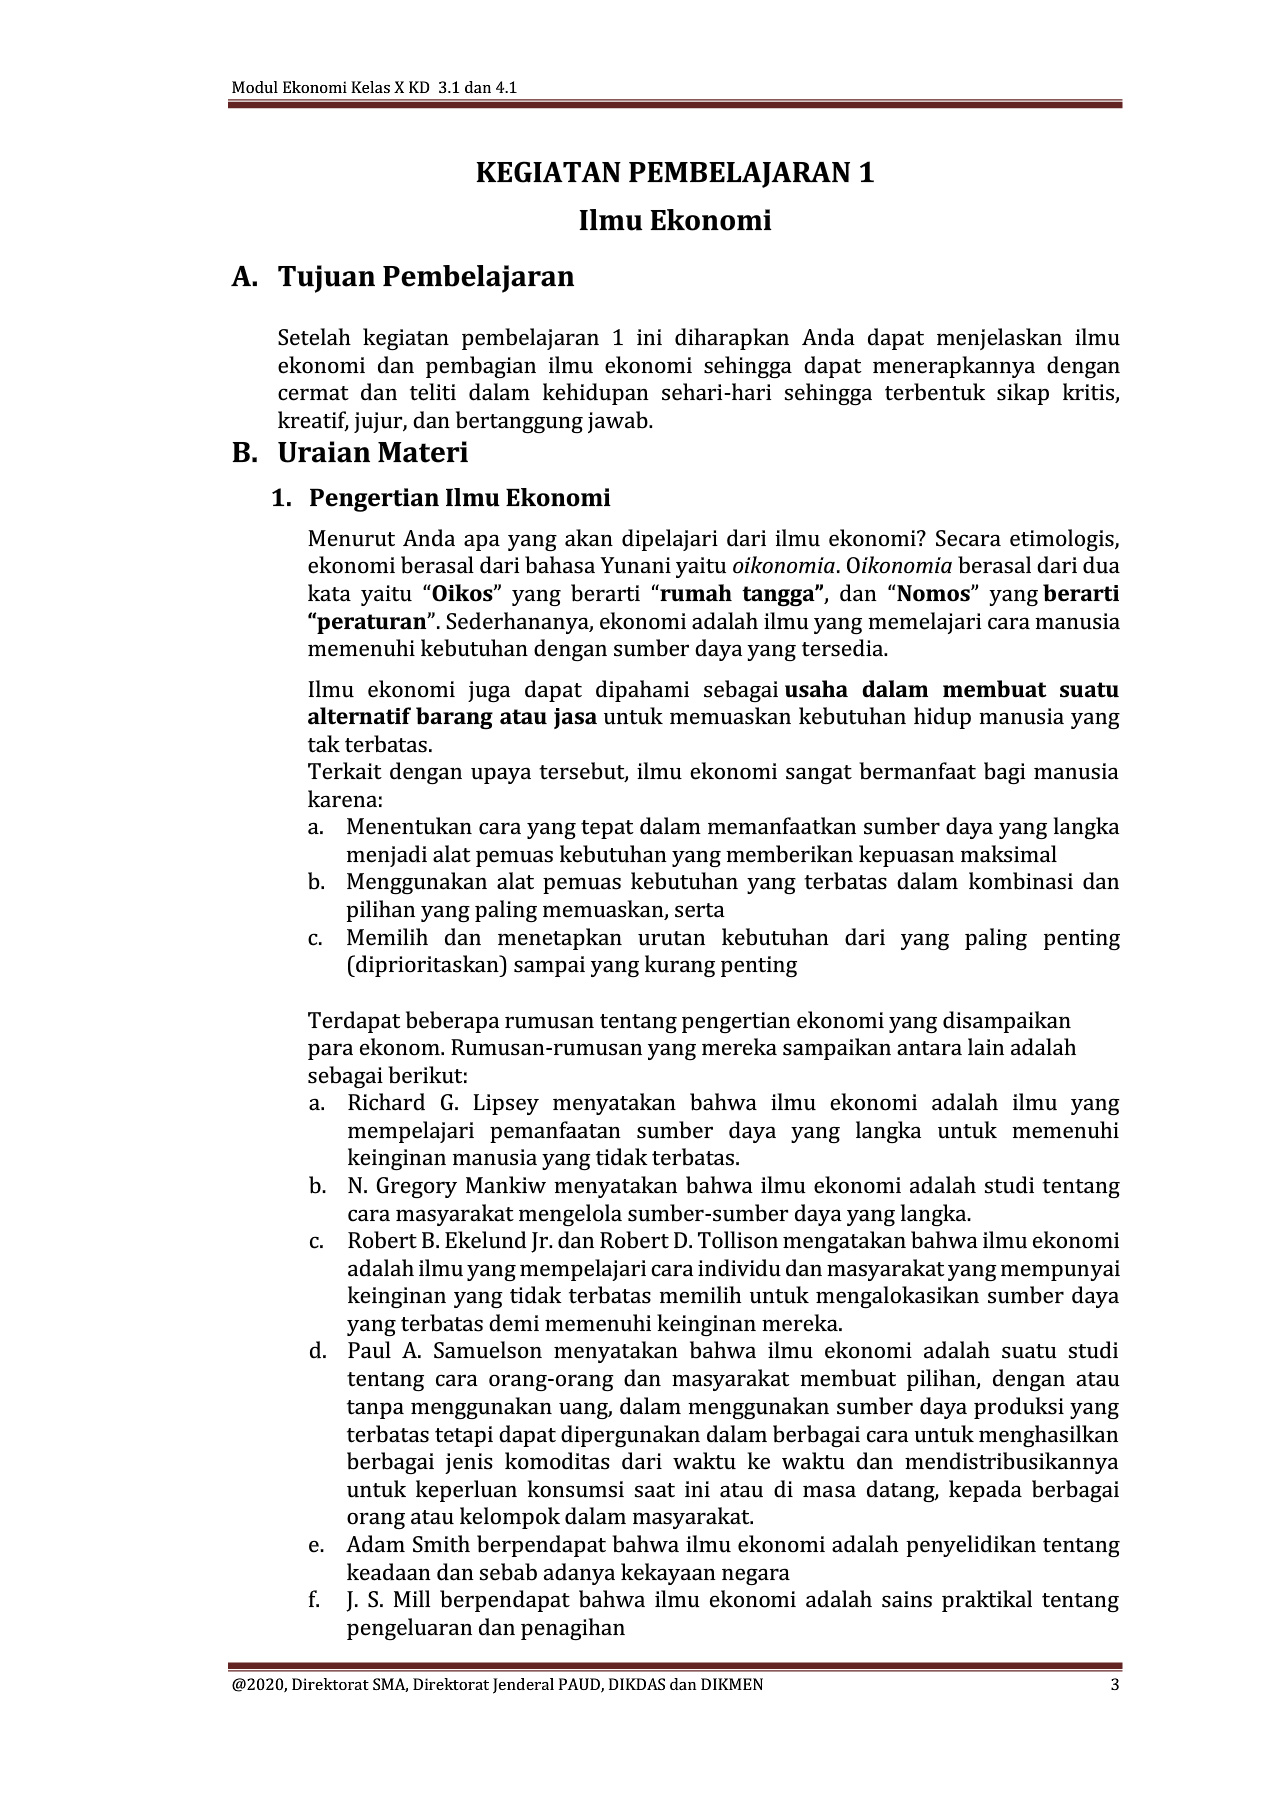 Modul Ekonomi Kelas X KD 3.1 dan 4.1
KEGIATAN PEMBELAJARAN 1
Ilmu Ekonomi
A. Tujuan Pembelajaran
Setelah kegiatan pembelajaran 1 ini diharapkan Anda dapat menjelaskan ilmu
ekonomi dan pembagian ilmu ekonomi sehingga dapat menerapkannya dengan
cermat dan teliti dalam kehidupan sehari-hari sehingga terbentuk sikap kritis,
kreatif, jujur, dan bertanggung jawab.
B. Uraian Materi
1. Pengertian Ilmu Ekonomi
Menurut Anda apa yang akan dipelajari dari ilmu ekonomi? Secara etimologis,
ekonomi berasal dari bahasa Yunani yaitu oikonomia. Oikonomia berasal dari dua
kata yaitu “Oikos” yang berarti “rumah tangga”, dan “Nomos” yang berarti
“peraturan”. Sederhananya, ekonomi adalah ilmu yang memelajari cara manusia
memenuhi kebutuhan dengan sumber daya yang tersedia.
Ilmu ekonomi juga dapat dipahami sebagai usaha dalam membuat suatu
alternatif barang atau jasa untuk memuaskan kebutuhan hidup manusia yang
tak terbatas.
Terkait dengan upaya tersebut, ilmu ekonomi sangat bermanfaat bagi manusia
karena:
a. Menentukan cara yang tepat dalam memanfaatkan sumber daya yang langka
menjadi alat pemuas kebutuhan yang memberikan kepuasan maksimal
b. Menggunakan alat pemuas kebutuhan yang terbatas dalam kombinasi dan
pilihan yang paling memuaskan, serta
c. Memilih dan menetapkan urutan kebutuhan dari yang paling penting
(diprioritaskan) sampai yang kurang penting
Terdapat beberapa rumusan tentang pengertian ekonomi yang disampaikan
para ekonom. Rumusan-rumusan yang mereka sampaikan antara lain adalah
sebagai berikut:
a. Richard G. Lipsey menyatakan bahwa ilmu ekonomi adalah ilmu yang
mempelajari pemanfaatan sumber daya yang langka untuk memenuhi
keinginan manusia yang tidak terbatas.
b. N. Gregory Mankiw menyatakan bahwa ilmu ekonomi adalah studi tentang
cara masyarakat mengelola sumber-sumber daya yang langka.
c. Robert B. Ekelund Jr. dan Robert D. Tollison mengatakan bahwa ilmu ekonomi
adalah ilmu yang mempelajari cara individu dan masyarakat yang mempunyai
keinginan yang tidak terbatas memilih untuk mengalokasikan sumber daya
yang terbatas demi memenuhi keinginan mereka.
d. Paul A. Samuelson menyatakan bahwa ilmu ekonomi adalah suatu studi
tentang cara orang-orang dan masyarakat membuat pilihan, dengan atau
tanpa menggunakan uang, dalam menggunakan sumber daya produksi yang
terbatas tetapi dapat dipergunakan dalam berbagai cara untuk menghasilkan
berbagai jenis komoditas dari waktu ke waktu dan mendistribusikannya
untuk keperluan konsumsi saat ini atau di masa datang, kepada berbagai
orang atau kelompok dalam masyarakat.
e. Adam Smith berpendapat bahwa ilmu ekonomi adalah penyelidikan tentang
keadaan dan sebab adanya kekayaan negara
f. J. S. Mill berpendapat bahwa ilmu ekonomi adalah sains praktikal tentang
pengeluaran dan penagihan
@2020, Direktorat SMA, Direktorat Jenderal PAUD, DIKDAS dan DIKMEN 3